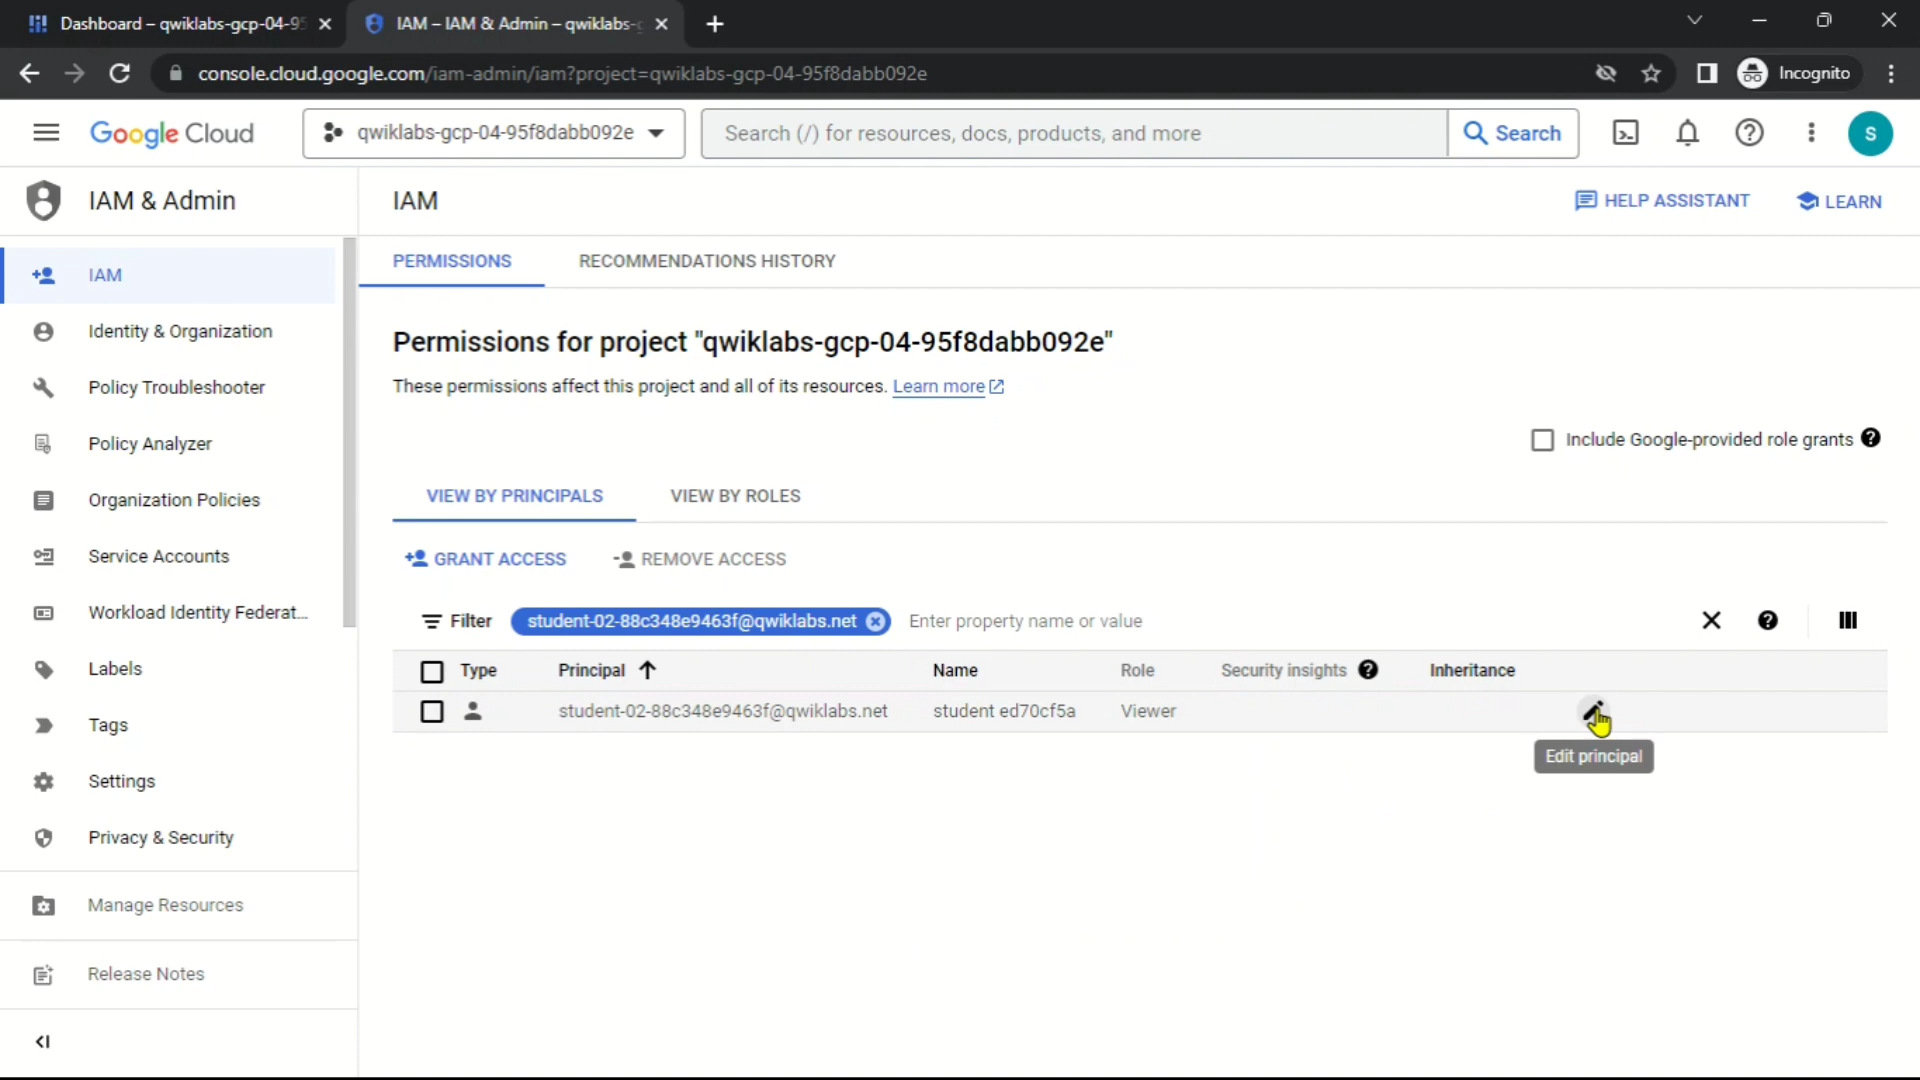 Dashboard – qwiklabs-gcp-04-95
IAM – IAM & Admin – qwiklabs-g
console.cloud.google.com/iam-admin/iam?project=qwiklabs-gcp-04-95f8dabb092e
Incognito
Google Cloud
qwiklabs-gcp-04-95f8dabb092e
Search (/) for resources, docs, products, and more
Search
S
IAM & Admin
IAM
HELP ASSISTANT
LEARN
IAM
Identity & Organization
Policy Troubleshooter
Policy Analyzer
Organization Policies
Service Accounts
Workload Identity Federat...
Labels
Tags
Settings
Privacy & Security
Manage Resources
Release Notes
PERMISSIONS RECOMMENDATIONS HISTORY
Permissions for project "qwiklabs-gcp-04-95f8dabb092e"
These permissions affect this project and all of its resources. Learn more
Include Google-provided role grants
VIEW BY PRINCIPALS VIEW BY ROLES
GRANT ACCESS REMOVE ACCESS
Filter student-02-88c348e9463f@qwiklabs.net Enter property name or value
Type Principal Name Role Security insights Inheritance
student-02-88c348e9463f@qwiklabs.net student ed70cf5a Viewer
Edit principal